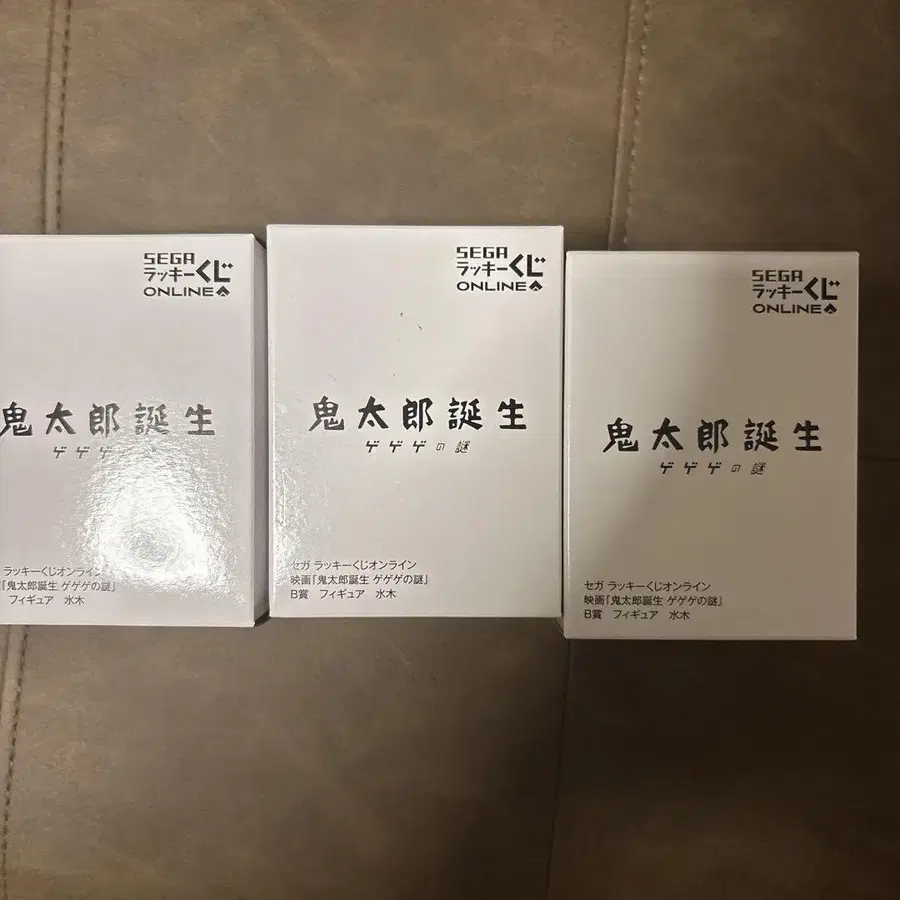 SEGA
ラッキーくじ
ONLINE
鬼太郎誕生
ゲゲゲ
ラッキーくじオンライン
『鬼太郎誕生 ゲゲゲの謎』
フィギュア 水木
SEGA
ラッキーくじ
ONLINE
鬼太郎誕生
ゲゲゲの謎
セガ ラッキーくじオンライン
映画『鬼太郎誕生 ゲゲゲの謎』
B賞 フィギュア 水木
SEGA
ラッキーくじ
ONLINE
鬼太郎誕生
ゲゲゲの謎
セガ ラッキーくじオンライン
映画『鬼太郎誕生 ゲゲゲの謎』
B賞 フィギュア 水木